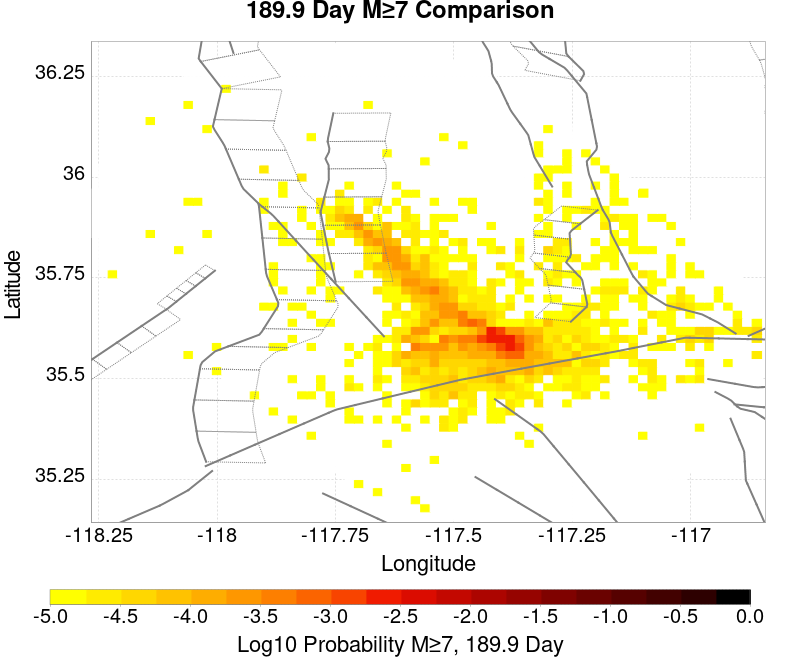 189.9 Day M≥7 Comparison
36.25
36
35.75
35.5
35.25
Latitude
-118.25 -118 -117.75 -117.5 -117.25 -117
Longitude
-5.0 -4.5 -4.0 -3.5 -3.0 -2.5 -2.0 -1.5 -1.0 -0.5 0.0
Log10 Probability M≥7, 189.9 Day